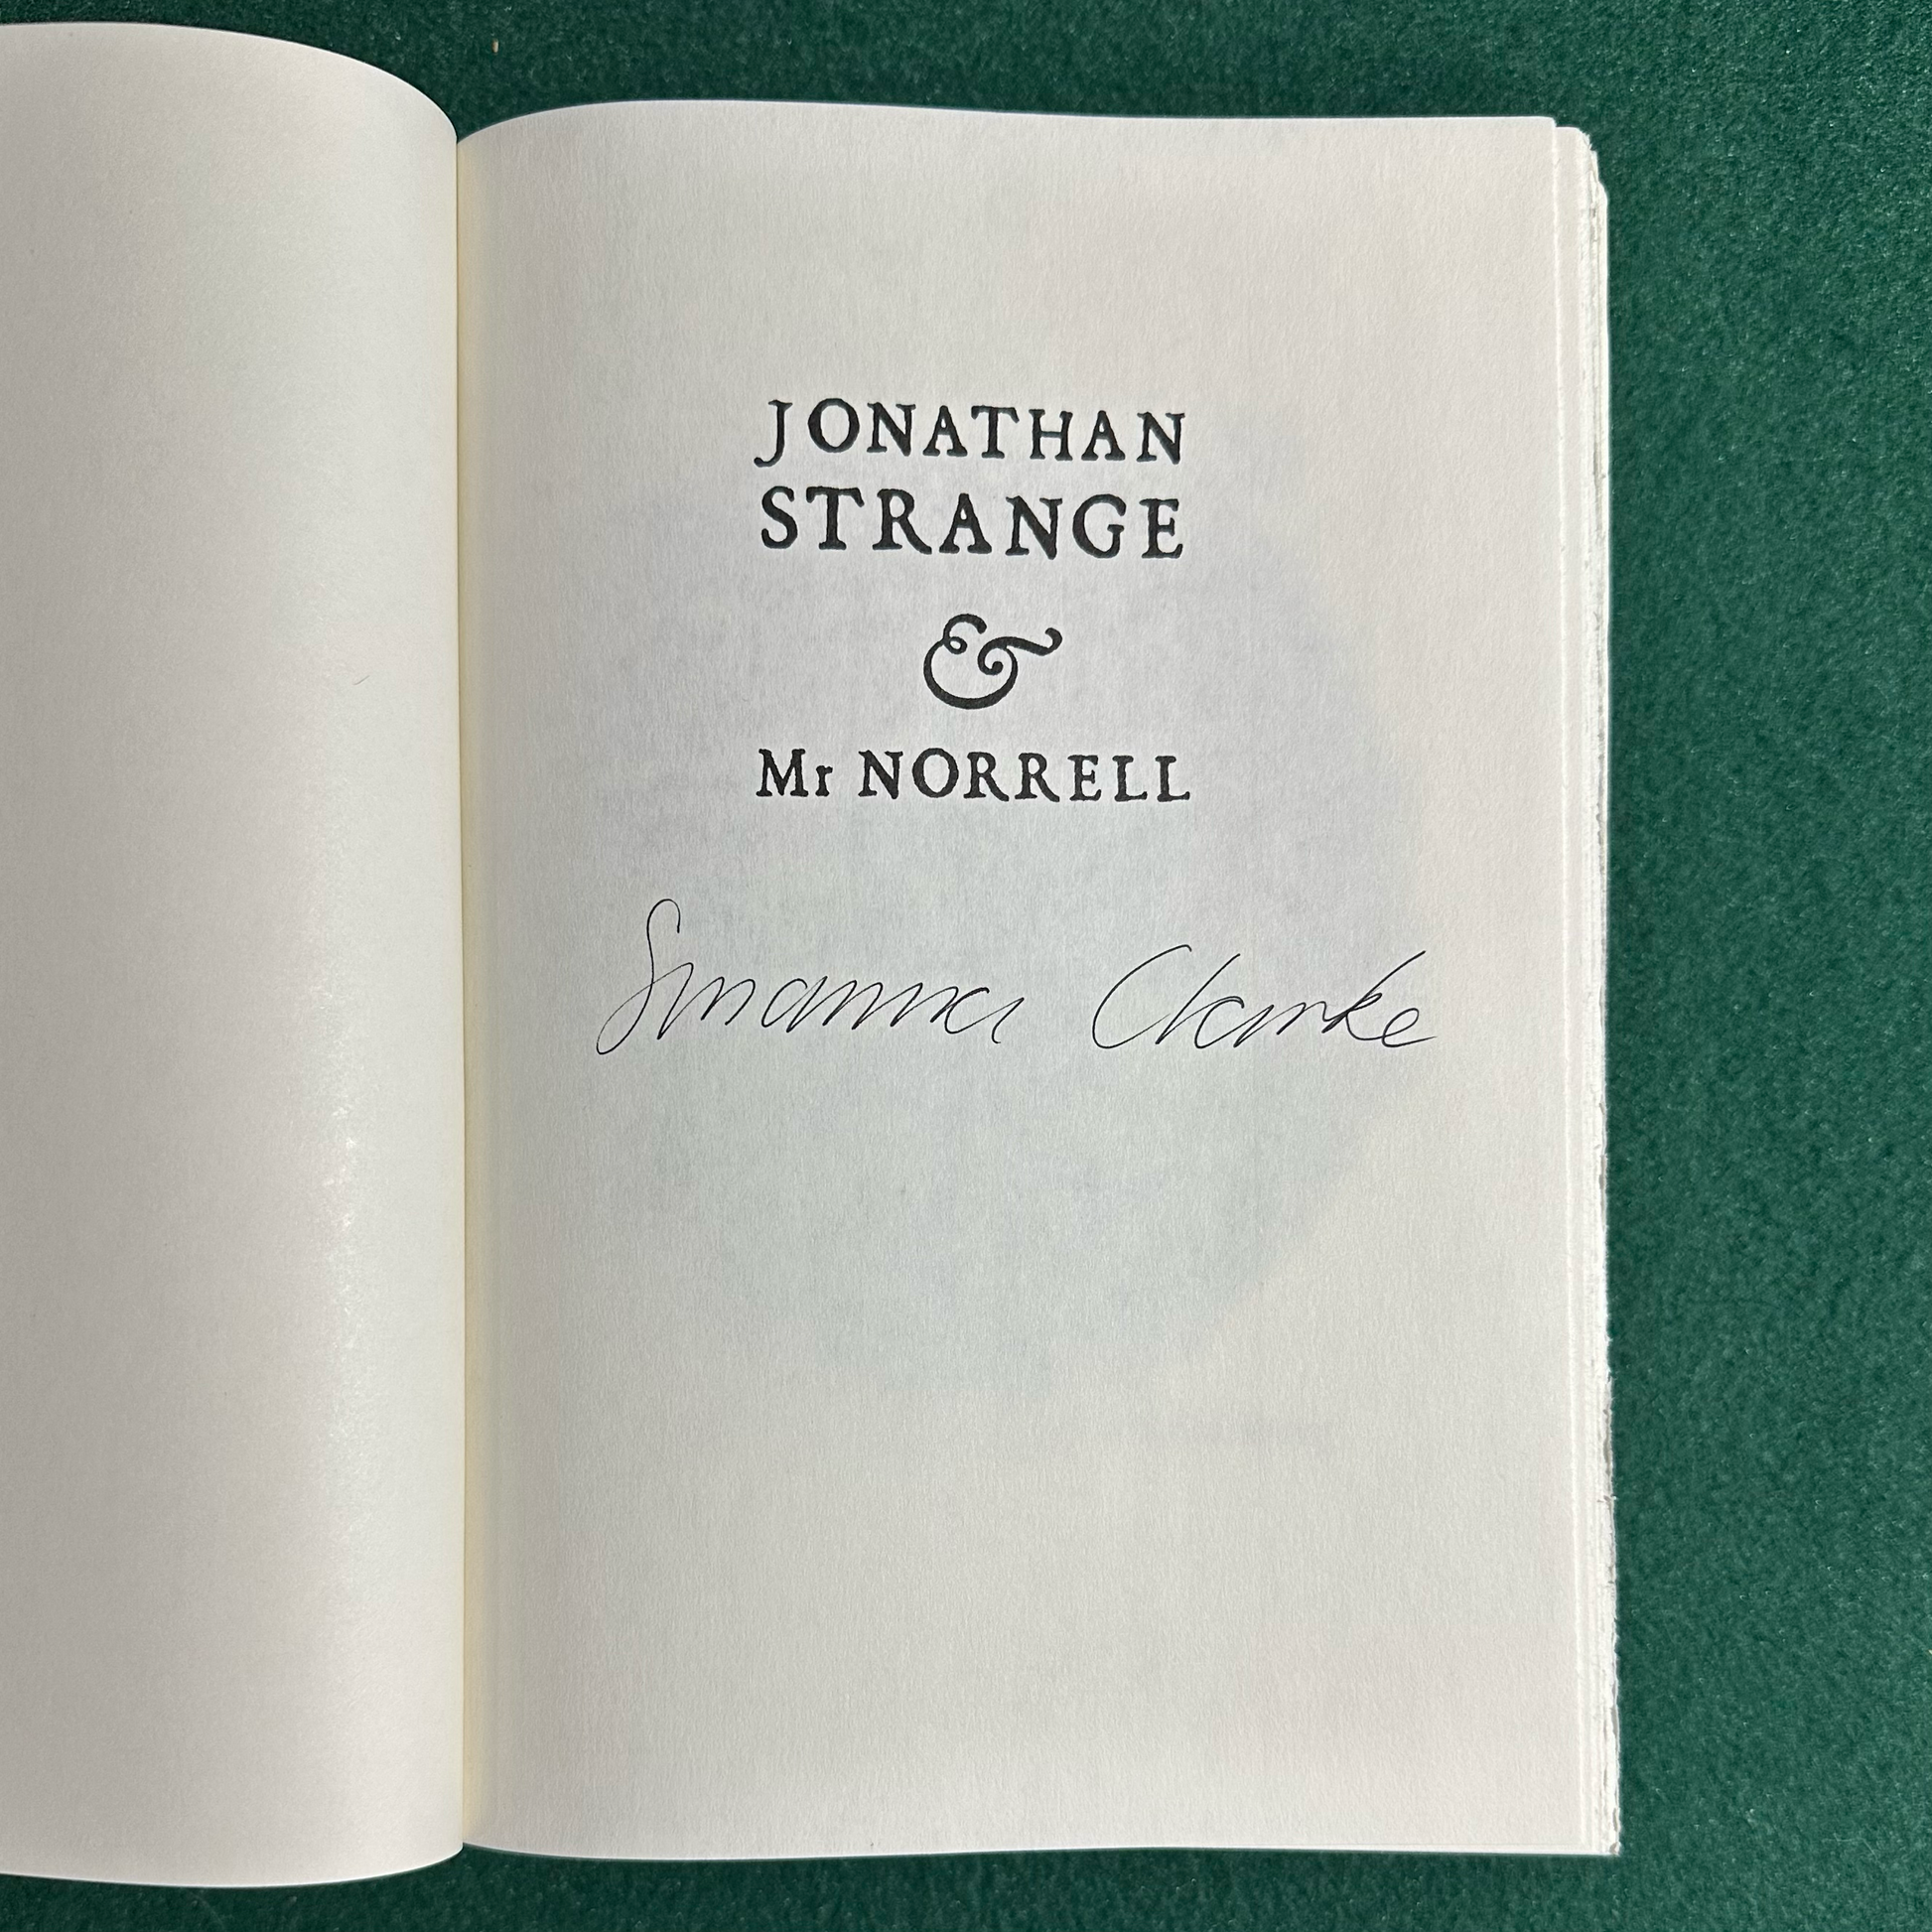 JONATHAN
STRANGE
&
Mr NORRELL
Susanna Clarke